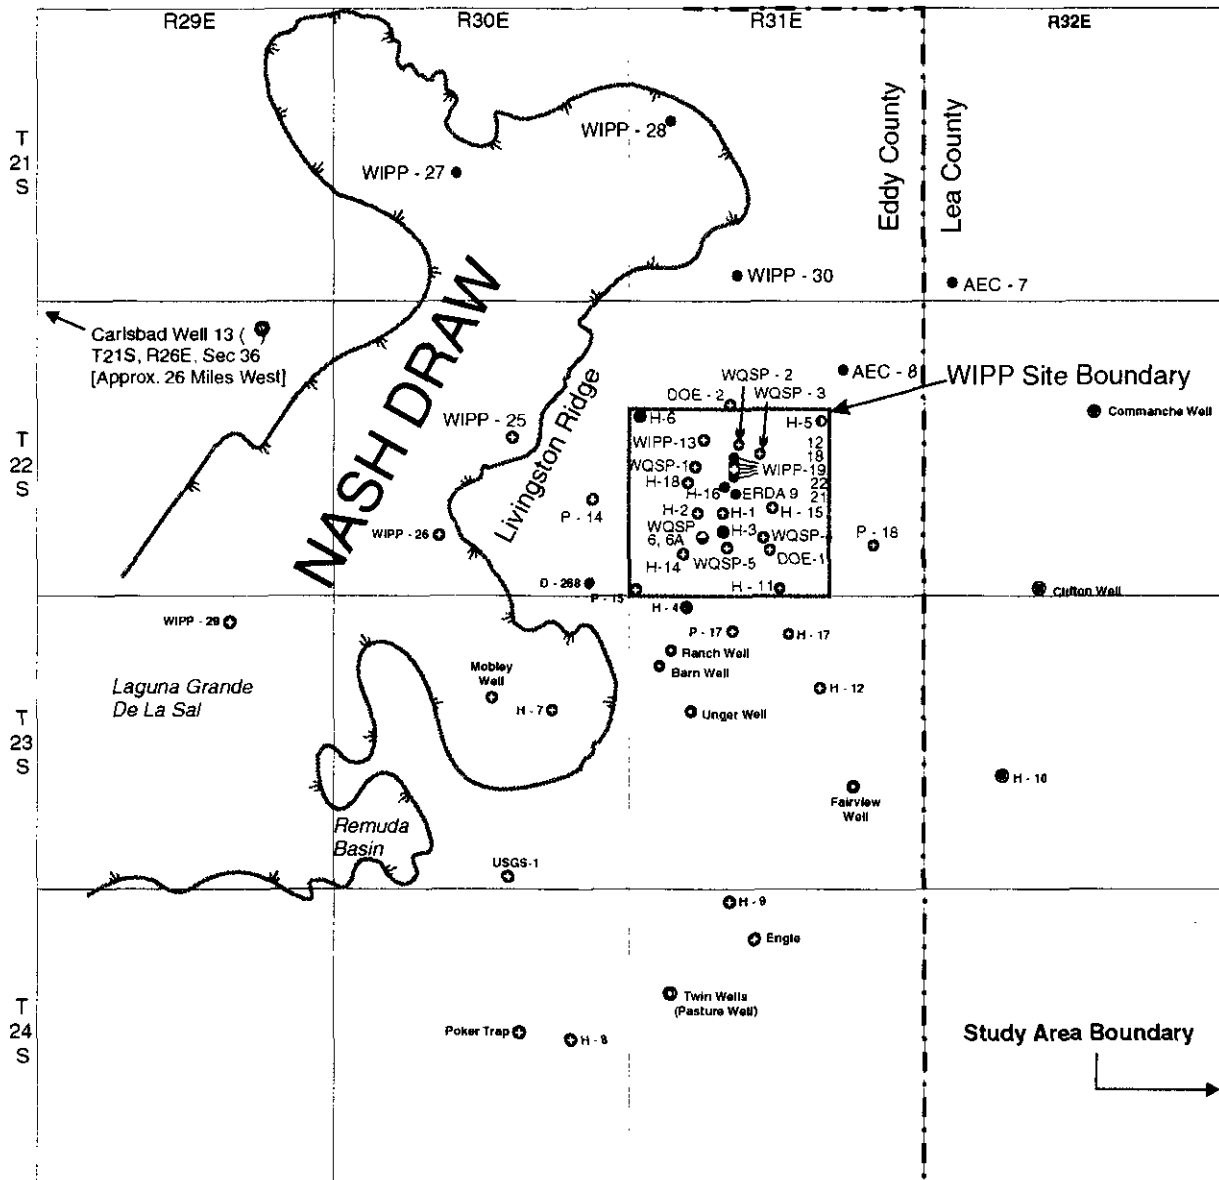 R29E
R30E
R31E
R32E
T
21
S
WIPP - 28
WIPP - 27
Eddy County
Lea County
WIPP - 30
AEC - 7
NASH DRAW
Carlsbad Well 13 ( )
T21S, R26E, Sec 36
[Approx. 26 Miles West]
Livingston Ridge
WQSP - 2
WQSP - 3
AEC - 8
WIPP Site Boundary
DOE - 2
H-6
H-5
Commanche Well
T
22
S
WIPP - 25
WIPP-13
12
18
WQSP-1
WIPP-19
H-18
22
H-16
ERDA 9
21
P - 14
H-2
H-1
H - 15
WIPP - 26
WQSP
6, 6A
H-3
WQSP-4
P - 18
H-14
WQSP-5
DOE-1
D - 268
P - 15
H - 11
Clifton Well
H - 4
WIPP - 29
P - 17
H - 17
Ranch Well
Barn Well
Mobley
Well
Laguna Grande
De La Sal
H - 7
H - 12
Unger Well
T
23
S
H - 10
Fairview
Well
Remuda
Basin
USGS-1
H - 9
Engle
Twin Wells
(Pasture Well)
T
24
S
Poker Trap
H - 8
Study Area Boundary